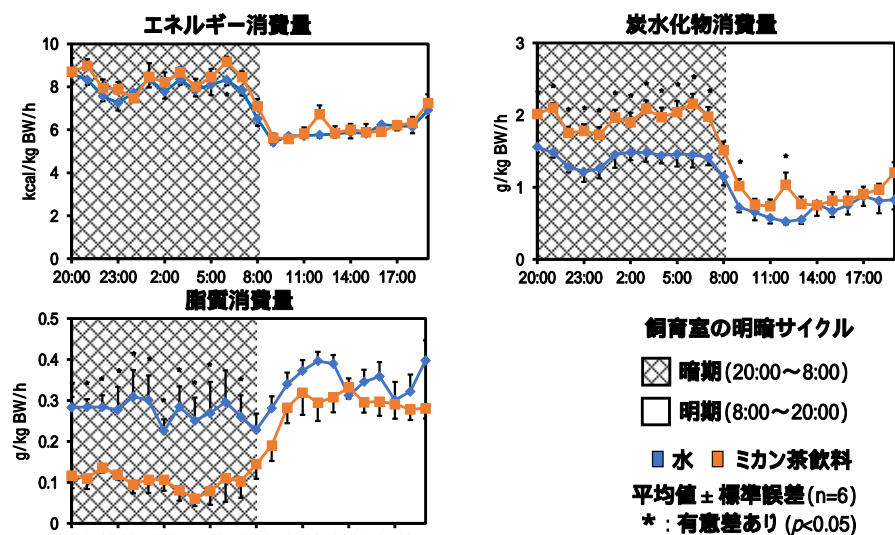 エネルギー消費量
10
8
6
4
2
0
kcal/kg BW/h
20:00 23:00 2:00 5:00 8:00 11:00 14:00 17:00
炭水化物消費量
3
2
1
0
g/kg BW/h
20:00 23:00 2:00 5:00 8:00 11:00 14:00 17:00
脂質消費量
0.5
0.4
0.3
0.2
0.1
0
g/kg BW/h
飼育室の明暗サイクル
暗期(20:00～8:00)
明期(8:00～20:00)
水 ミカン茶飲料
平均値±標準誤差(n=6)
*：有意差あり(p<0.05)